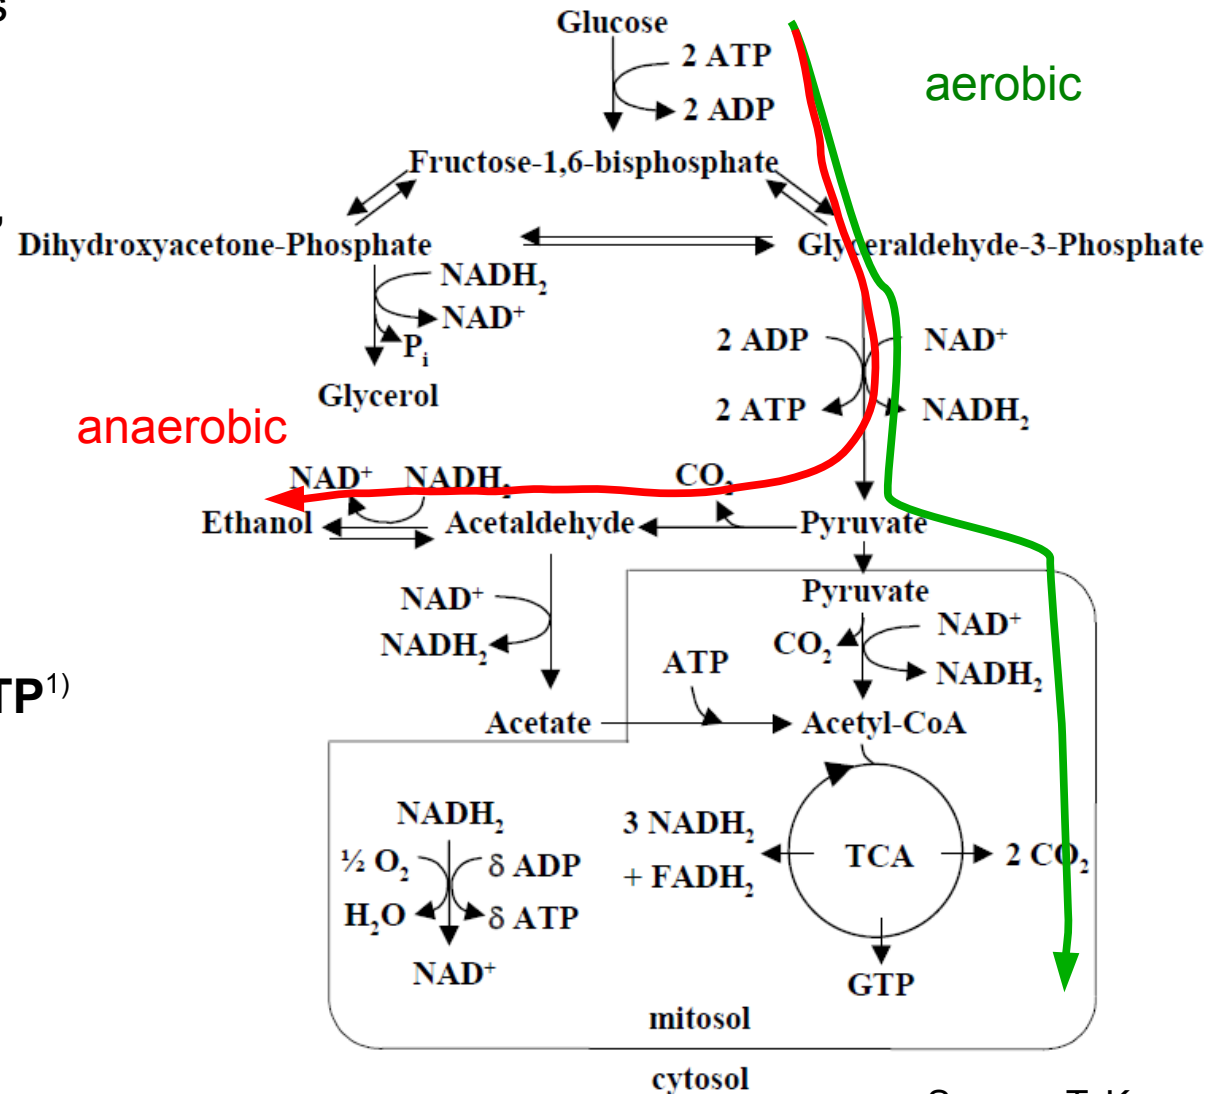 s
Glucose
2 ATP
aerobic
2 ADP
Fructose-1,6-bisphosphate
Dihydroxyacetone-Phosphate
Glyceraldehyde-3-Phosphate
NADH₂
NAD⁺
Pᵢ
2 ADP
NAD⁺
Glycerol
2 ATP
NADH₂
anaerobic
NAD⁺ NADH₂
CO₂
Ethanol
Acetaldehyde
Pyruvate
NAD⁺
Pyruvate
NADH₂
CO₂
NAD⁺
NADH₂
ATP
TP¹⁾
Acetate
Acetyl-CoA
NADH₂
½ O₂
δ ADP
H₂O
δ ATP
NAD⁺
3 NADH₂
+ FADH₂
TCA
2 CO₂
GTP
mitosol
cytosol